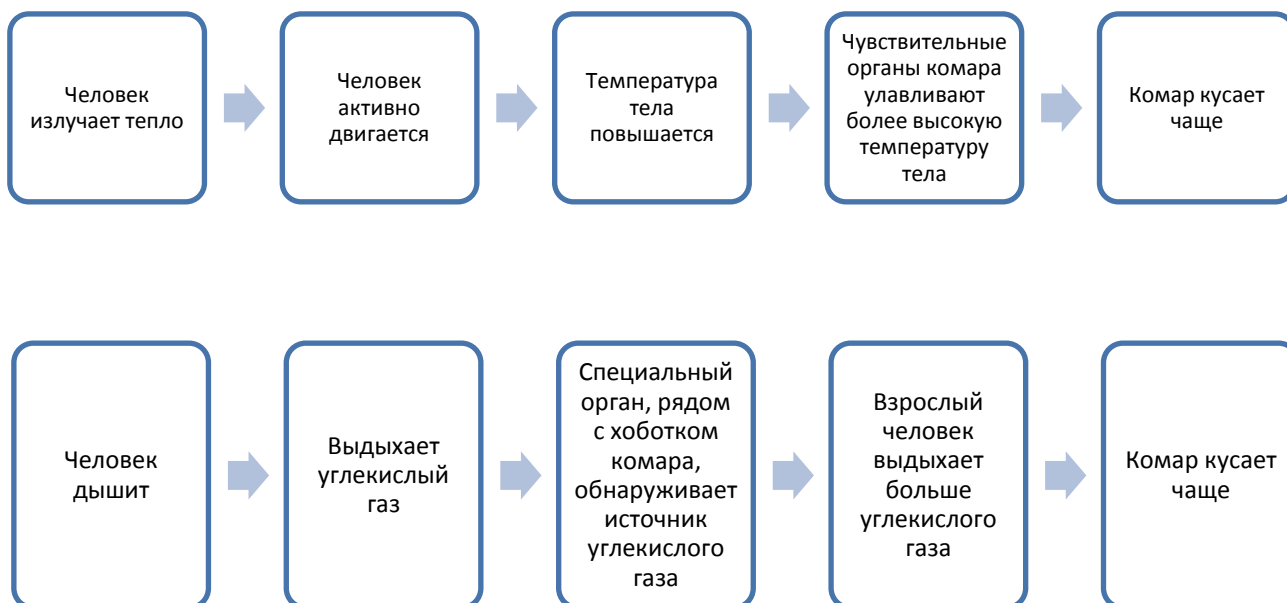 Человек
излучает тепло
Человек
активно
двигается
Температура
тела
повышается
Чувствительные
органы комара
улавливают
более высокую
температуру
тела
Комар кусает
чаще
Человек
дышит
Выдыхает
углекислый
газ
Специальный
орган, рядом
с хоботком
комара,
обнаруживает
источник
углекислого
газа
Взрослый
человек
выдыхает
больше
углекислого
газа
Комар кусает
чаще